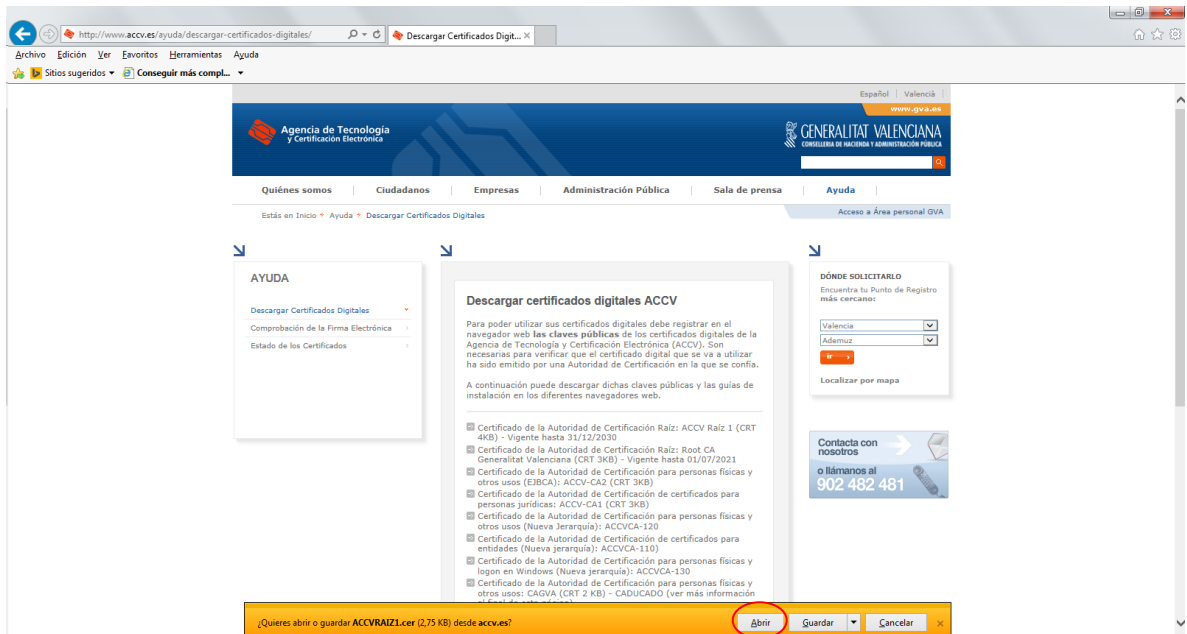 http://www.accv.es/ayuda/descargar-certificados-digitales/
Descargar Certificados Digit...
Archivo Edición Ver Favoritos Herramientas Ayuda
Sitios sugeridos Conseguir más compl...
Español | Valencià |
www.gva.es
Agencia de Tecnología
y Certificación Electrónica
GENERALITAT VALENCIANA
CONSELLERIA DE HACIENDA Y ADMINISTRACIÓN PÚBLICA
Quiénes somos | Ciudadanos | Empresas | Administración Pública | Sala de prensa | Ayuda |
Estás en Inicio Ayuda Descargar Certificados Digitales
Acceso a Área personal GVA
AYUDA
Descargar Certificados Digitales
Comprobación de la Firma Electrónica
Estado de los Certificados
Descargar certificados digitales ACCV
Para poder utilizar sus certificados digitales debe registrar en el
navegador web las claves públicas de los certificados digitales de la
Agencia de Tecnología y Certificación Electrónica (ACCV). Son
necesarias para verificar que el certificado digital que se va a utilizar
ha sido emitido por una Autoridad de Certificación en la que se confía.
A continuación puede descargar dichas claves públicas y las guías de
instalación en los diferentes navegadores web.
Certificado de la Autoridad de Certificación Raíz: ACCV Raíz 1 (CRT
4KB) - Vigente hasta 31/12/2030
Certificado de la Autoridad de Certificación Raíz: Root CA
Generalitat Valenciana (CRT 3KB) - Vigente hasta 01/07/2021
Certificado de la Autoridad de Certificación para personas físicas y
otros usos (EJBCA): ACCV-CA2 (CRT 3KB)
Certificado de la Autoridad de Certificación de certificados para
personas jurídicas: ACCV-CA1 (CRT 3KB)
Certificado de la Autoridad de Certificación para personas físicas y
otros usos (Nueva Jerarquía): ACCVCA-120
Certificado de la Autoridad de Certificación de certificados para
entidades (Nueva jerarquía): ACCVCA-110)
Certificado de la Autoridad de Certificación para personas físicas y
logon en Windows (Nueva jerarquía): ACCVCA-130
Certificado de la Autoridad de Certificación para personas físicas y
otros usos: CAGVA (CRT 2 KB) - CADUCADO (ver más información
al final de esta página)
DÓNDE SOLICITARLO
Encuentra tu Punto de Registro
más cercano:
Valencia
Ademuz
ir
Localizar por mapa
Contacta con
nosotros
o llámanos al
902 482 481
¿Quieres abrir o guardar ACCVRAIZ1.cer (2,75 KB) desde accv.es?
Abrir Guardar Cancelar